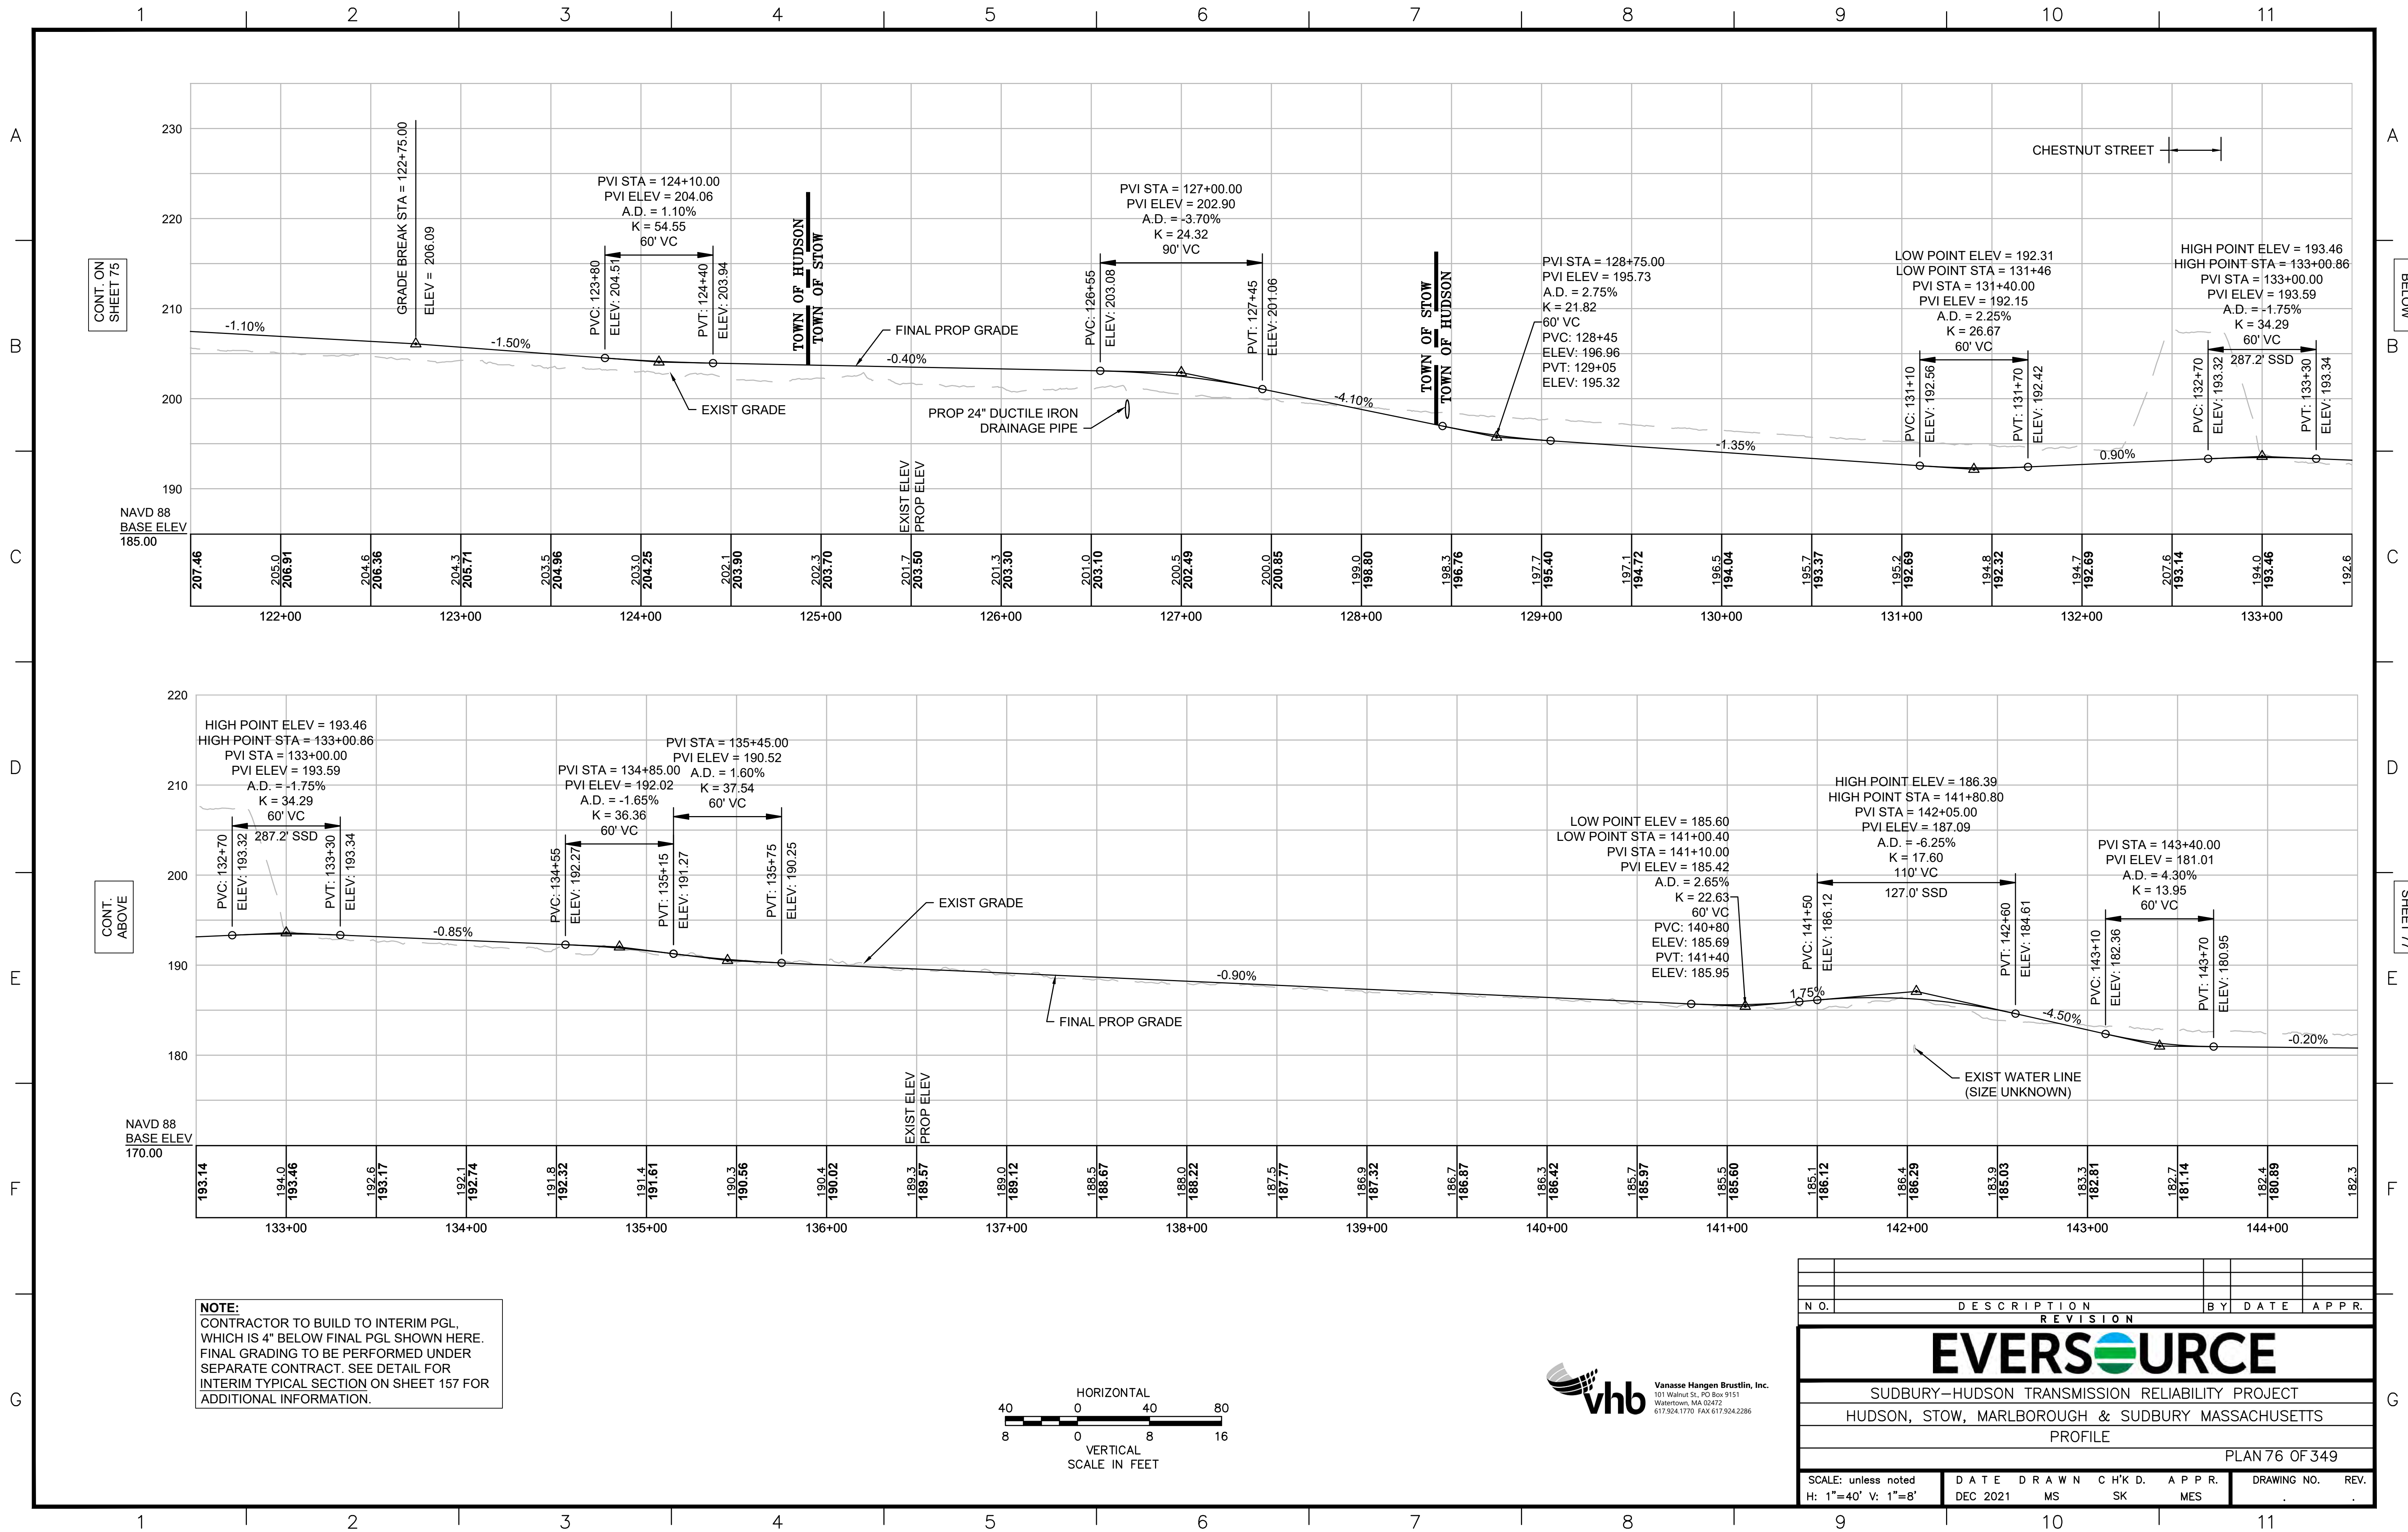 1 2 3 4 5 6 7 8 9 10 11
A
B
C
D
E
F
G
CONT. ON
SHEET 75
230
220
210
200
190
NAVD 88
BASE ELEV
185.00
-1.10%
GRADE BREAK STA = 122+75.00
ELEV = 206.09
-1.50%
PVI STA = 124+10.00
PVI ELEV = 204.06
A.D. = 1.10%
K = 54.55
60' VC
PVC: 123+80
ELEV: 204.51
PVT: 124+40
ELEV: 203.94
EXIST GRADE
TOWN OF HUDSON
TOWN OF STOW
FINAL PROP GRADE
-0.40%
EXIST ELEV
PROP ELEV
PROP 24" DUCTILE IRON
DRAINAGE PIPE
PVI STA = 127+00.00
PVI ELEV = 202.90
A.D. = -3.70%
K = 24.32
90' VC
PVC: 126+55
ELEV: 203.08
PVT: 127+45
ELEV: 201.06
-4.10%
TOWN OF STOW
TOWN OF HUDSON
PVI STA = 128+75.00
PVI ELEV = 195.73
A.D. = 2.75%
K = 21.82
60' VC
PVC: 128+45
ELEV: 196.96
PVT: 129+05
ELEV: 195.32
-1.35%
LOW POINT ELEV = 192.31
LOW POINT STA = 131+46
PVI STA = 131+40.00
PVI ELEV = 192.15
A.D. = 2.25%
K = 26.67
60' VC
PVC: 131+10
ELEV: 192.56
PVT: 131+70
ELEV: 192.42
0.90%
CHESTNUT STREET
HIGH POINT ELEV = 193.46
HIGH POINT STA = 133+00.86
PVI STA = 133+00.00
PVI ELEV = 193.59
A.D. = -1.75%
K = 34.29
60' VC
287.2' SSD
PVC: 132+70
ELEV: 193.32
PVT: 133+30
ELEV: 193.34
BELOW
207.46
205.0 206.91
204.6 206.36
204.3 205.71
203.5 204.96
203.0 204.25
202.1 203.90
202.3 203.70
201.7 203.50
201.3 203.30
201.0 203.10
200.5 202.49
200.0 200.85
199.0 198.80
198.3 196.76
197.7 195.40
197.1 194.72
196.5 194.04
195.7 193.37
195.2 192.69
194.8 192.32
194.7 192.69
207.6 193.14
194.0 193.46
192.6
122+00 123+00 124+00 125+00 126+00 127+00 128+00 129+00 130+00 131+00 132+00 133+00
CONT.
ABOVE
220
210
200
190
180
NAVD 88
BASE ELEV
170.00
HIGH POINT ELEV = 193.46
HIGH POINT STA = 133+00.86
PVI STA = 133+00.00
PVI ELEV = 193.59
A.D. = -1.75%
K = 34.29
60' VC
287.2' SSD
PVC: 132+70
ELEV: 193.32
PVT: 133+30
ELEV: 193.34
-0.85%
PVI STA = 134+85.00
PVI ELEV = 192.02
A.D. = -1.65%
K = 36.36
60' VC
PVC: 134+55
ELEV: 192.27
PVT: 135+15
ELEV: 191.27
PVI STA = 135+45.00
PVI ELEV = 190.52
A.D. = 1.60%
K = 37.54
60' VC
PVT: 135+75
ELEV: 190.25
EXIST GRADE
EXIST ELEV
PROP ELEV
FINAL PROP GRADE
-0.90%
LOW POINT ELEV = 185.60
LOW POINT STA = 141+00.40
PVI STA = 141+10.00
PVI ELEV = 185.42
A.D. = 2.65%
K = 22.63
60' VC
PVC: 140+80
ELEV: 185.69
PVT: 141+40
ELEV: 185.95
1.75%
HIGH POINT ELEV = 186.39
HIGH POINT STA = 141+80.80
PVI STA = 142+05.00
PVI ELEV = 187.09
A.D. = -6.25%
K = 17.60
110' VC
127.0' SSD
PVC: 141+50
ELEV: 186.12
PVT: 142+60
ELEV: 184.61
EXIST WATER LINE
(SIZE UNKNOWN)
-4.50%
PVI STA = 143+40.00
PVI ELEV = 181.01
A.D. = 4.30%
K = 13.95
60' VC
PVC: 143+10
ELEV: 182.36
PVT: 143+70
ELEV: 180.95
-0.20%
193.14
194.0 193.46
192.6 193.17
192.1 192.74
191.8 192.32
191.4 191.61
190.3 190.56
190.4 190.02
189.3 189.57
189.0 189.12
188.5 188.67
188.0 188.22
187.5 187.77
186.9 187.32
186.7 186.87
186.3 186.42
185.7 185.97
185.5 185.60
185.1 186.12
186.4 186.29
183.9 185.03
183.3 182.81
182.7 181.14
182.4 180.89
182.3
133+00 134+00 135+00 136+00 137+00 138+00 139+00 140+00 141+00 142+00 143+00 144+00
NOTE:
CONTRACTOR TO BUILD TO INTERIM PGL,
WHICH IS 4" BELOW FINAL PGL SHOWN HERE.
FINAL GRADING TO BE PERFORMED UNDER
SEPARATE CONTRACT. SEE DETAIL FOR
INTERIM TYPICAL SECTION ON SHEET 157 FOR
ADDITIONAL INFORMATION.
HORIZONTAL
40 0 40 80
8 0 8 16
VERTICAL
SCALE IN FEET
vhb
Vanasse Hangen Brustlin, Inc.
101 Walnut St., PO Box 9151
Watertown, MA 02472
617.924.1770 FAX 617.924.2286
NO. DESCRIPTION BY DATE APPR.
REVISION
EVERSOURCE
SUDBURY-HUDSON TRANSMISSION RELIABILITY PROJECT
HUDSON, STOW, MARLBOROUGH & SUDBURY MASSACHUSETTS
PROFILE
PLAN 76 OF 349
SCALE: unless noted
H: 1"=40' V: 1"=8'
DATE DRAWN CH'K D. APPR.
DEC 2021 MS SK MES
DRAWING NO. REV.
. .
A
B
C
D
E
F
G
1 2 3 4 5 6 7 8 9 10 11